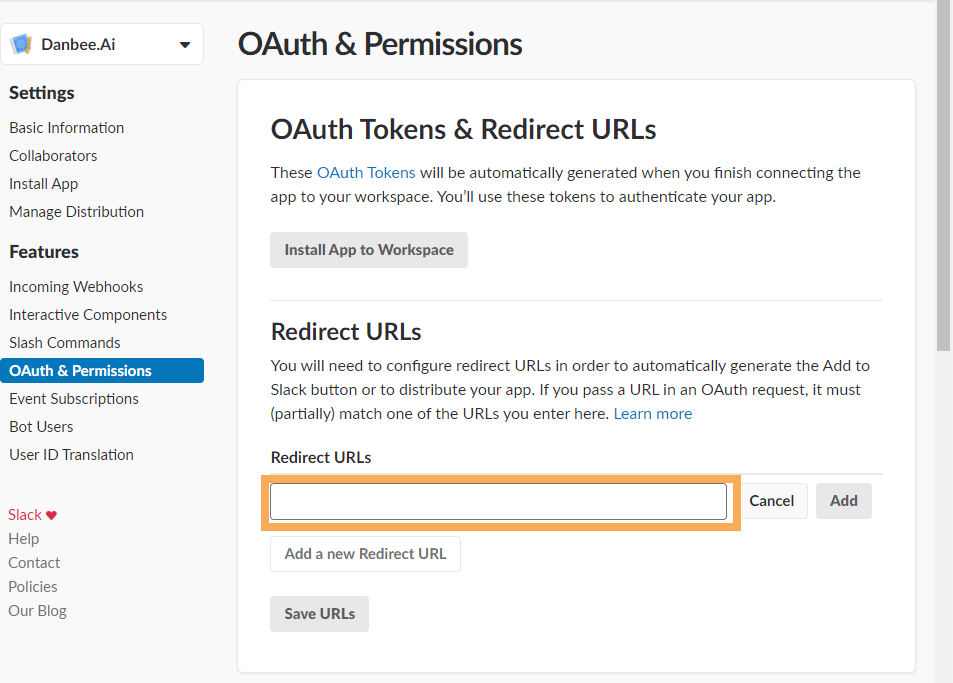 Danbee.Ai
Settings
Basic Information
Collaborators
Install App
Manage Distribution
Features
Incoming Webhooks
Interactive Components
Slash Commands
OAuth & Permissions
Event Subscriptions
Bot Users
User ID Translation
Slack
Help
Contact
Policies
Our Blog
OAuth & Permissions
OAuth Tokens & Redirect URLs
These OAuth Tokens will be automatically generated when you finish connecting the
app to your workspace. You’ll use these tokens to authenticate your app.
Install App to Workspace
Redirect URLs
You will need to configure redirect URLs in order to automatically generate the Add to
Slack button or to distribute your app. If you pass a URL in an OAuth request, it must
(partially) match one of the URLs you enter here. Learn more
Redirect URLs
Cancel Add
Add a new Redirect URL
Save URLs